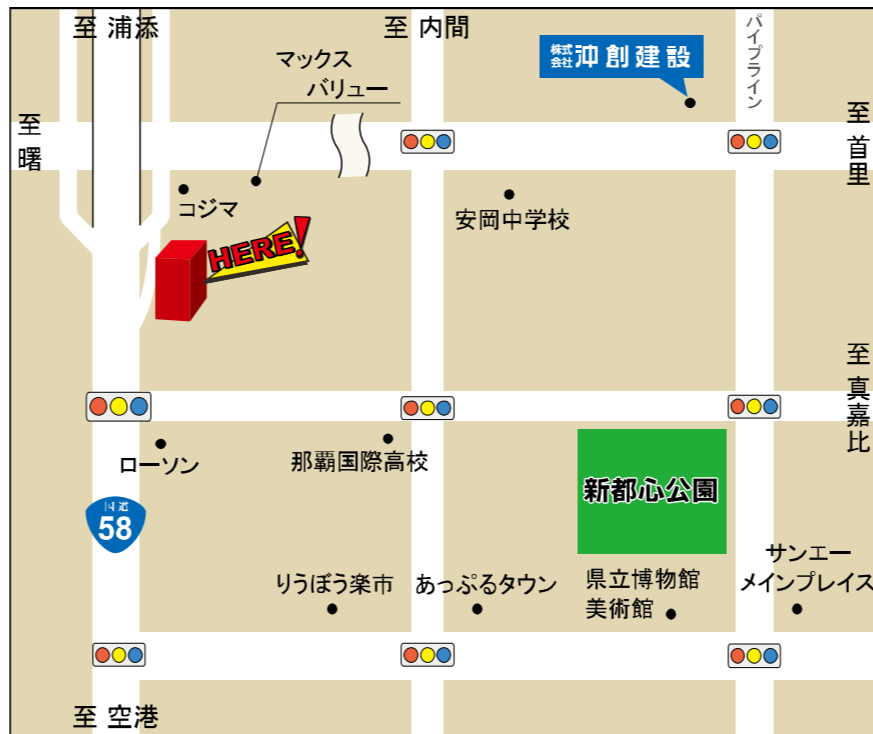 至 浦添
至 内間
パイプライン
マックス
バリュー
株式
会社
沖創建設
至 曙
至 首里
コジマ
安岡中学校
HERE!
至 真嘉比
ローソン
那覇国際高校
新都心公園
国道
58
りうぼう楽市
あっぷるタウン
県立博物館
美術館
サンエー
メインプレイス
至 空港